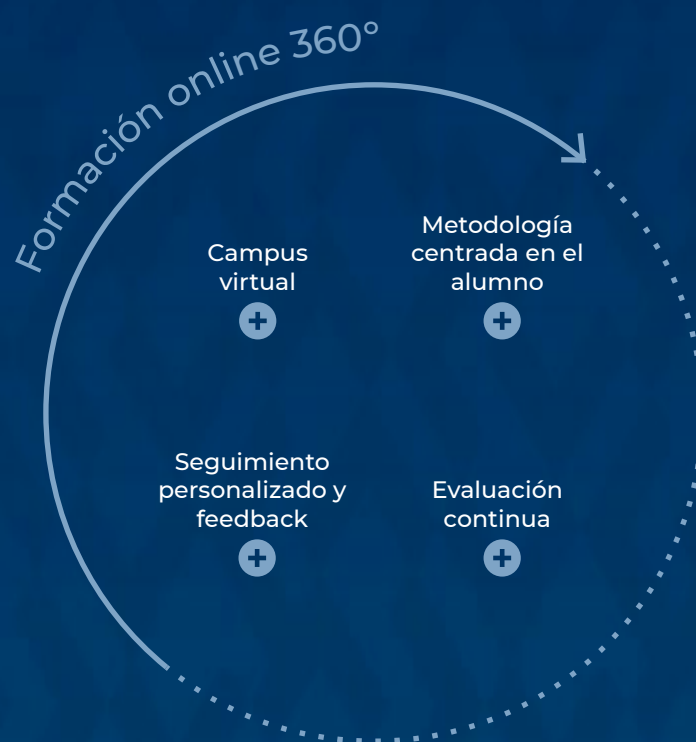 Formación online 360°
Campus
virtual
Metodología
centrada en el
alumno
Seguimiento
personalizado y
feedback
Evaluación
continua